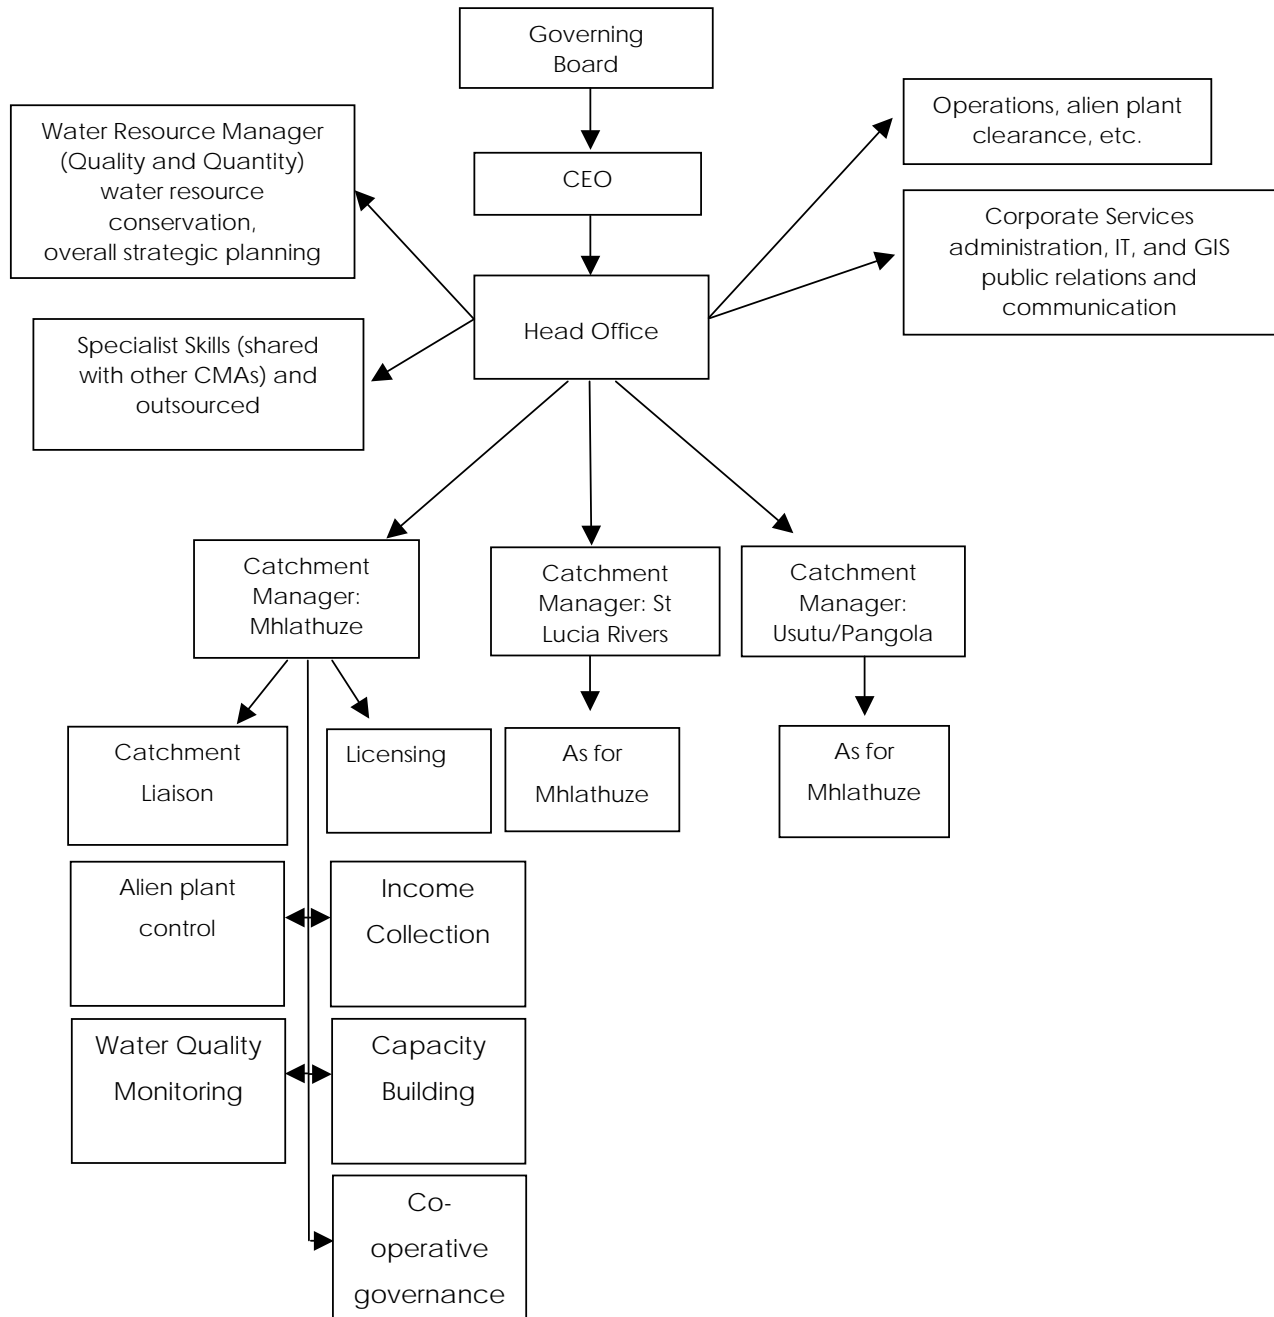 Governing
Board
Operations, alien plant
clearance, etc.
Water Resource Manager
(Quality and Quantity)
water resource
conservation,
overall strategic planning
CEO
Corporate Services
administration, IT, and GIS
public relations and
communication
Head Office
Specialist Skills (shared
with other CMAs) and
outsourced
Catchment
Manager:
Mhlathuze
Catchment
Manager: St
Lucia Rivers
Catchment
Manager:
Usutu/Pangola
Catchment
Liaison
Licensing
As for
Mhlathuze
As for
Mhlathuze
Alien plant
control
Income
Collection
Water Quality
Monitoring
Capacity
Building
Co-
operative
governance